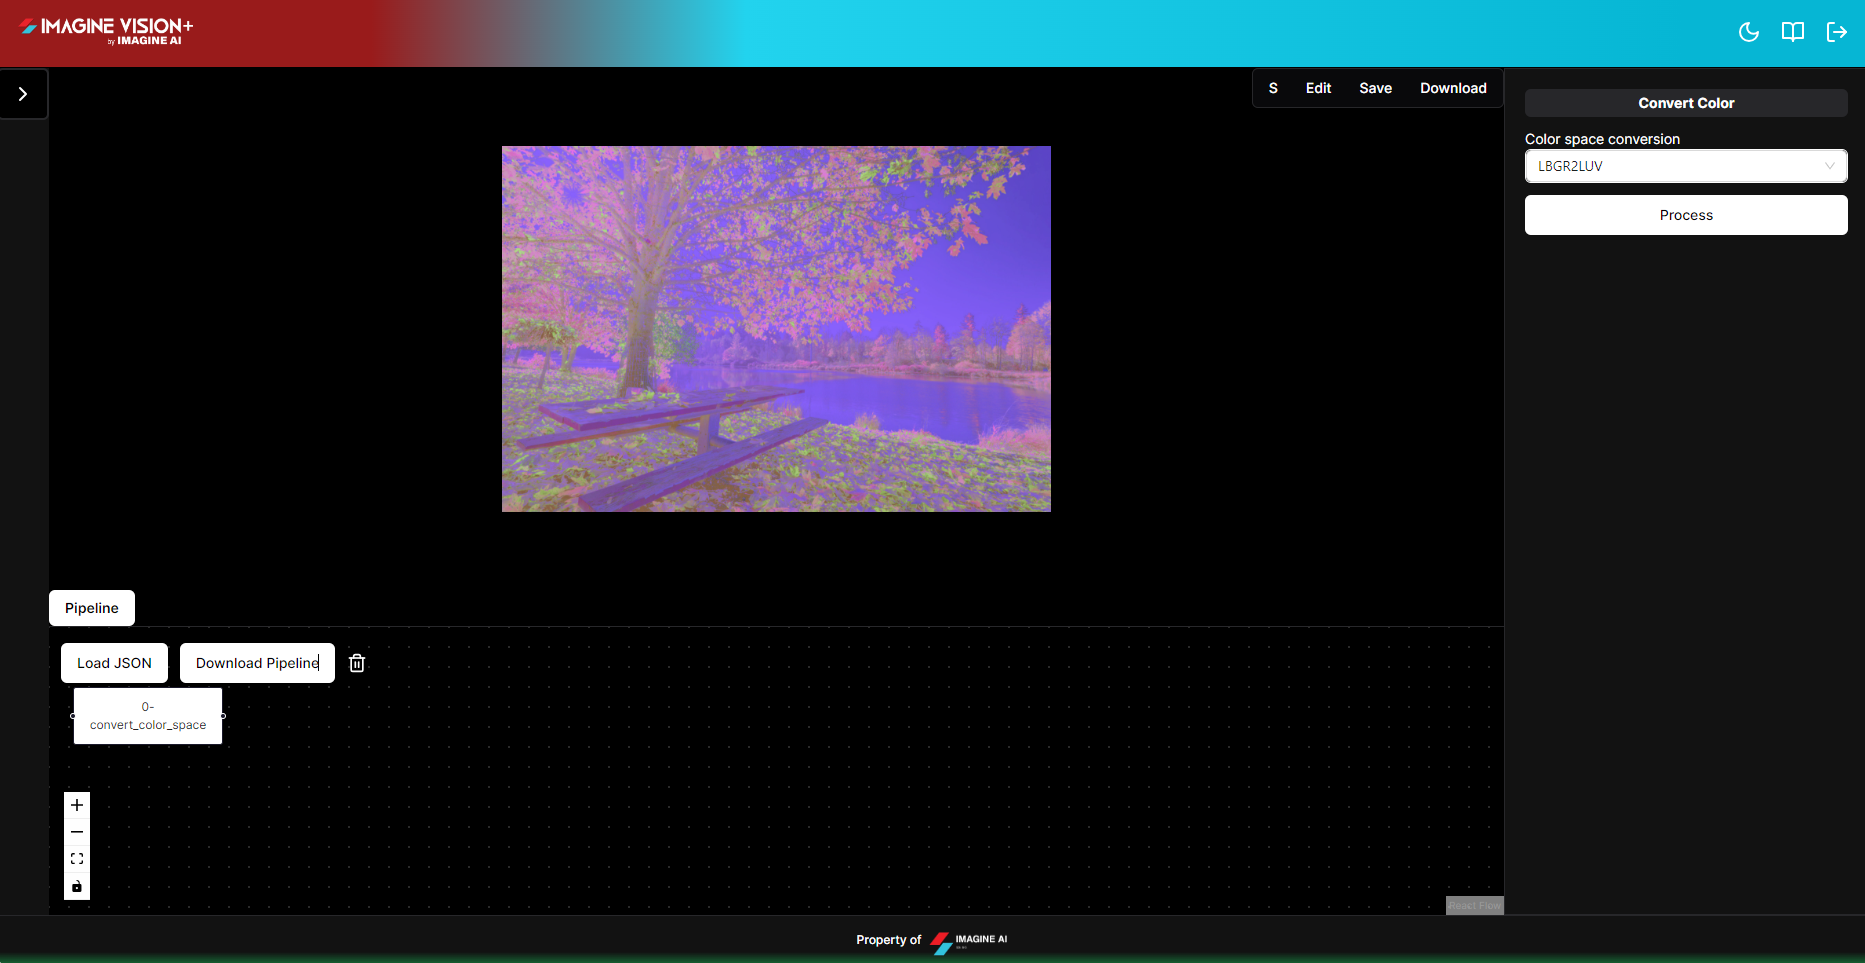 IMAGINE VISION+
by IMAGINE AI
S Edit Save Download
Convert Color
Color space conversion
LBGR2LUV
Process
Pipeline
Load JSON Download Pipeline
0-
convert_color_space
React Flow
Property of IMAGINE AI